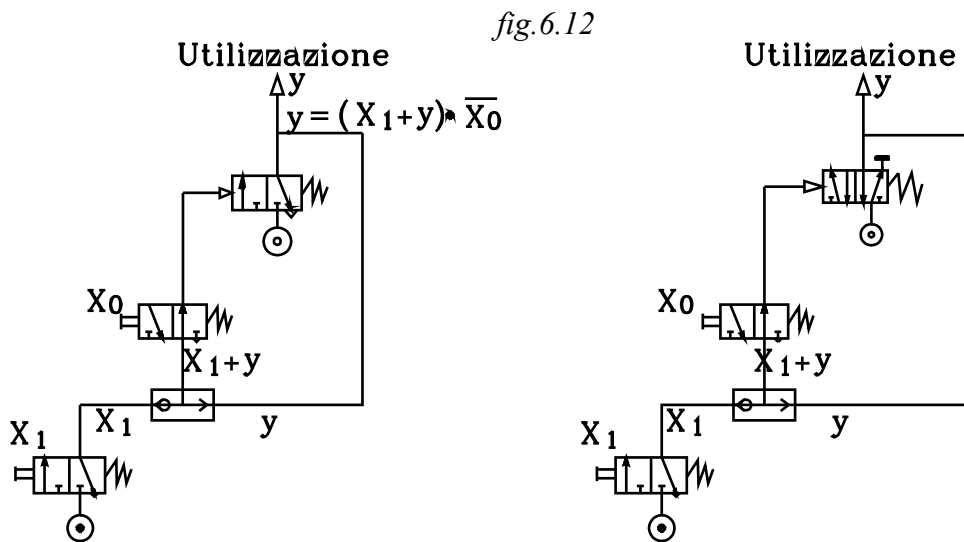 fig.6.12
Utilizzazione
y
y = (X1+y)• X̅0̅
X0
X1+y
X1
y
X1
Utilizzazione
y
X0
X1+y
X1
y
X1